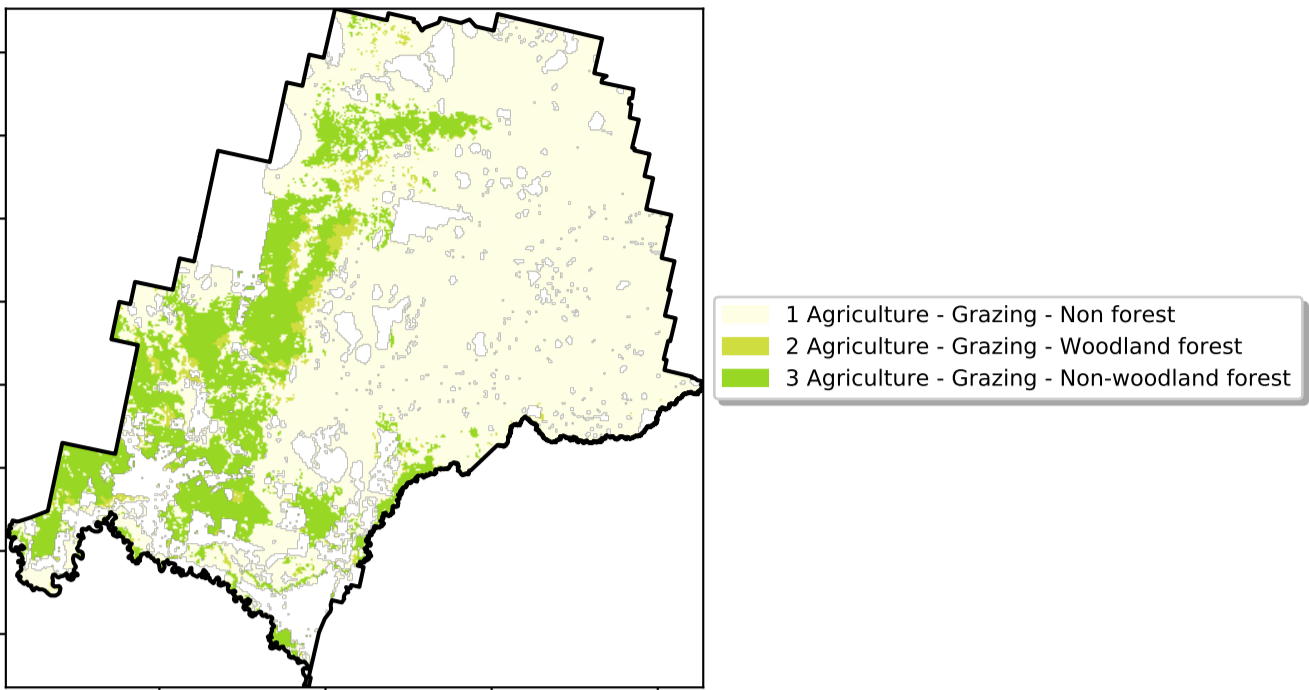 1 Agriculture - Grazing - Non forest
2 Agriculture - Grazing - Woodland forest
3 Agriculture - Grazing - Non-woodland forest